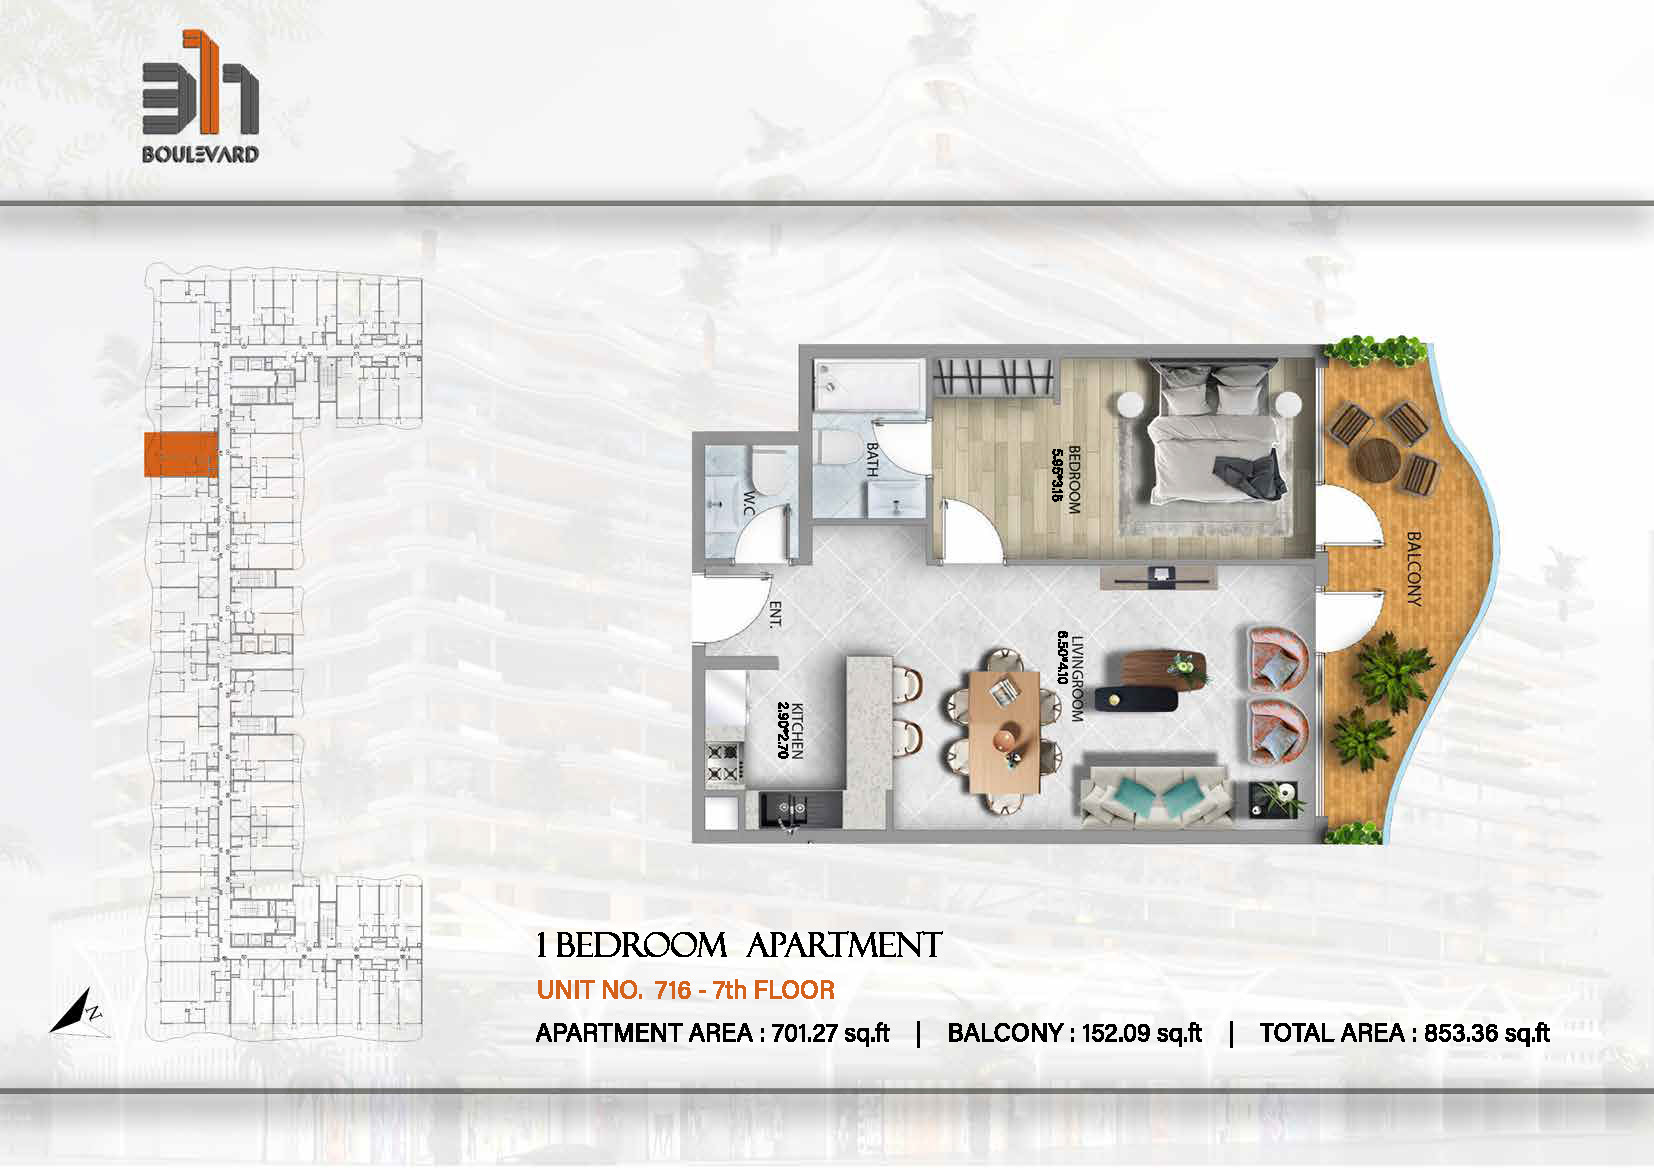 311
BOULEVARD
BATH
BEDROOM
5.95*3.15
W.C
BALCONY
ENT.
LIVINGROOM
6.50*4.10
KITCHEN
2.90*2.70
N
1 BEDROOM APARTMENT
UNIT NO. 716 - 7th FLOOR
APARTMENT AREA : 701.27 sq.ft | BALCONY : 152.09 sq.ft | TOTAL AREA : 853.36 sq.ft